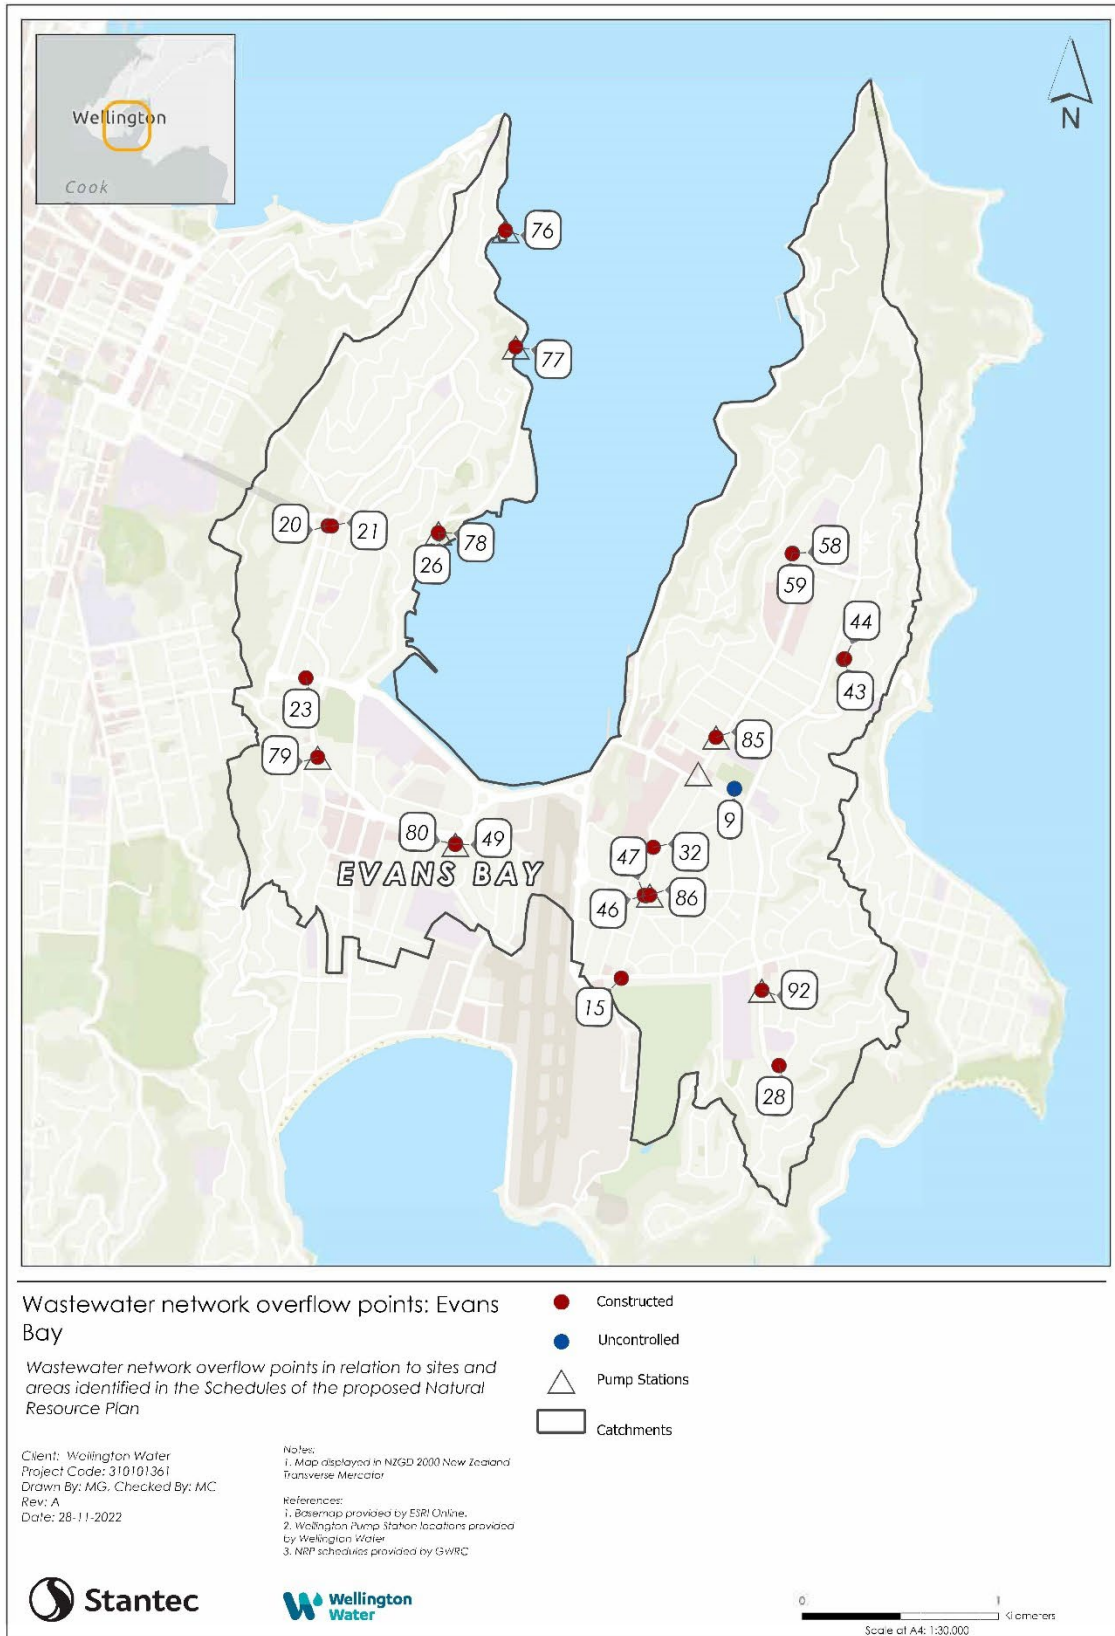 Wellington
Cook
N
76
77
20
21
78
26
58
59
44
43
23
79
85
9
80
49
47
32
EVANS BAY
46
86
15
92
28
Wastewater network overflow points: Evans
Bay
Wastewater network overflow points in relation to sites and
areas identified in the Schedules of the proposed Natural
Resource Plan
Client: Wellington Water
Project Code: 310101361
Drawn By: MG, Checked By: MC
Rev: A
Date: 28-11-2022
Notes:
1. Map displayed in NZGD 2000 New Zealand
Transverse Mercator
References:
1. Basemap provided by ESRI Online.
2. Wellington Pump Station locations provided
by Wellington Water
3. NRP schedules provided by GWRC
Constructed
Uncontrolled
Pump Stations
Catchments
Stantec
Wellington
Water
0
1
Kilometers
Scale at A4: 1:30,000